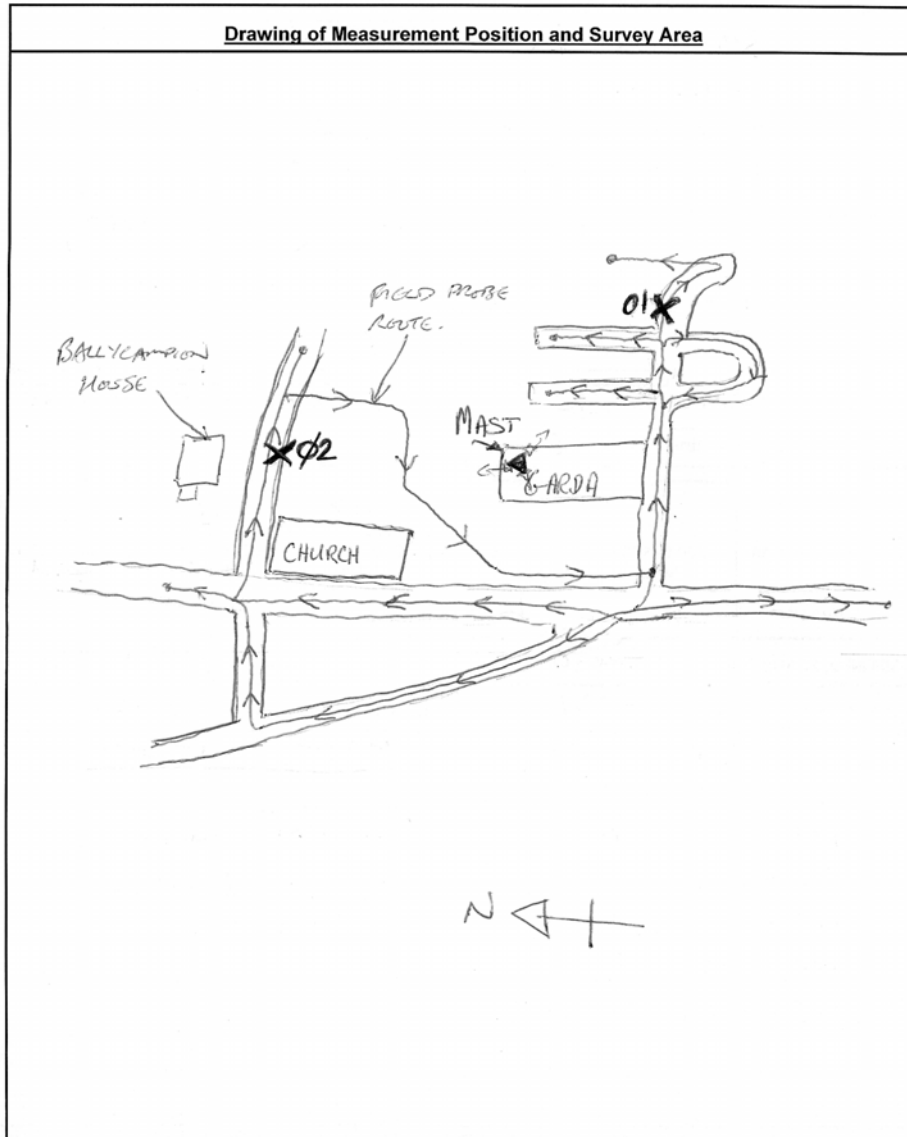 Drawing of Measurement Position and Survey Area
FIELD PROBE
ROUTE.
01
BALLYCAMPION
HOUSE
Ø2
MAST
GARDA
CHURCH
N